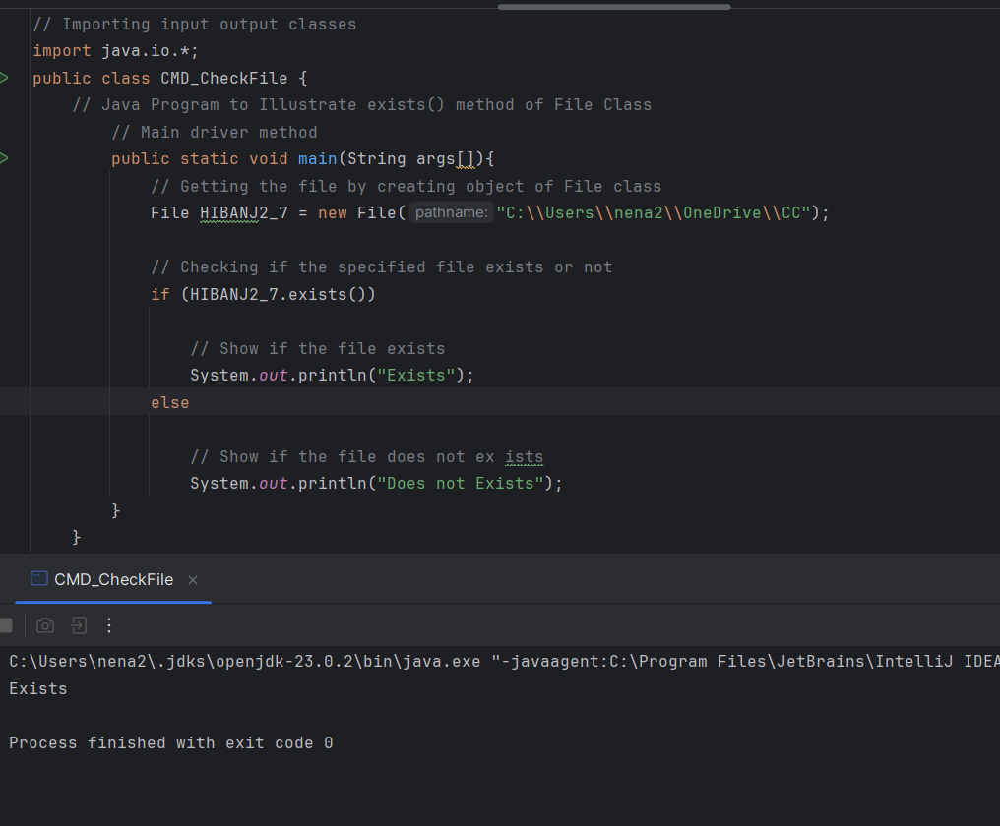 // Importing input output classes
import java.io.*;
public class CMD_CheckFile {
// Java Program to Illustrate exists() method of File Class
// Main driver method
public static void main(String args[]){
// Getting the file by creating object of File class
File HIBANJ2_7 = new File( pathname: "C:\\Users\\nena2\\OneDrive\\CC");
// Checking if the specified file exists or not
if (HIBANJ2_7.exists())
// Show if the file exists
System.out.println("Exists");
else
// Show if the file does not ex ists
System.out.println("Does not Exists");
}
}
CMD_CheckFile
C:\Users\nena2\.jdks\openjdk-23.0.2\bin\java.exe "-javaagent:C:\Program Files\JetBrains\IntelliJ IDEA
Exists
Process finished with exit code 0